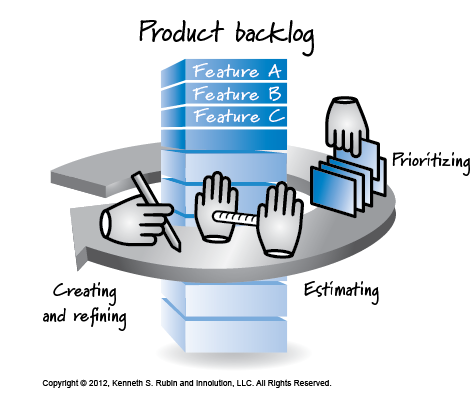 Product backlog
Feature A
Feature B
Feature C
Prioritizing
Creating
and refining
Estimating
Copyright © 2012, Kenneth S. Rubin and Innolution, LLC. All Rights Reserved.